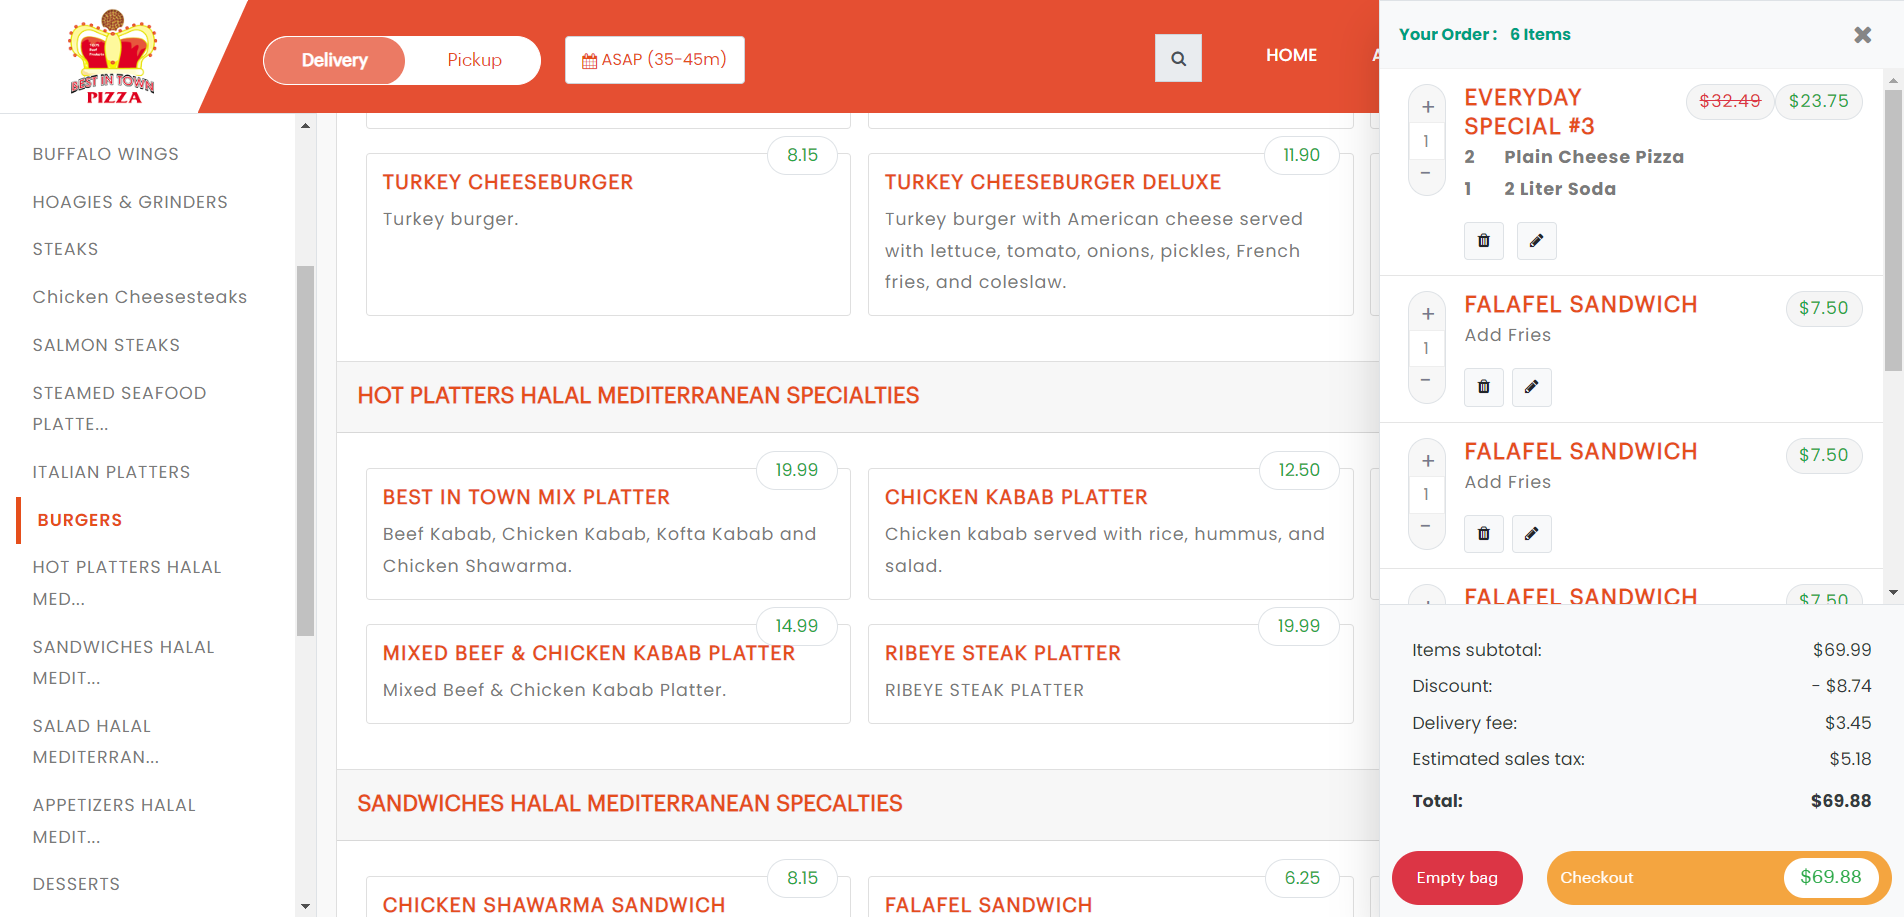 BEST IN TOWN
PIZZA
Delivery
Pickup
ASAP (35-45m)
HOME
BUFFALO WINGS
HOAGIES & GRINDERS
STEAKS
Chicken Cheesesteaks
SALMON STEAKS
STEAMED SEAFOOD
PLATTE...
ITALIAN PLATTERS
BURGERS
HOT PLATTERS HALAL
MED...
SANDWICHES HALAL
MEDIT...
SALAD HALAL
MEDITERRAN...
APPETIZERS HALAL
MEDIT...
DESSERTS
8.15
TURKEY CHEESEBURGER
Turkey burger.
11.90
TURKEY CHEESEBURGER DELUXE
Turkey burger with American cheese served
with lettuce, tomato, onions, pickles, French
fries, and coleslaw.
HOT PLATTERS HALAL MEDITERRANEAN SPECIALTIES
19.99
BEST IN TOWN MIX PLATTER
Beef Kabab, Chicken Kabab, Kofta Kabab and
Chicken Shawarma.
12.50
CHICKEN KABAB PLATTER
Chicken kabab served with rice, hummus, and
salad.
14.99
MIXED BEEF & CHICKEN KABAB PLATTER
Mixed Beef & Chicken Kabab Platter.
19.99
RIBEYE STEAK PLATTER
RIBEYE STEAK PLATTER
SANDWICHES HALAL MEDITERRANEAN SPECALTIES
8.15
CHICKEN SHAWARMA SANDWICH
6.25
FALAFEL SANDWICH
Your Order : 6 Items
+
1
−
EVERYDAY
SPECIAL #3
$32.49 $23.75
2 Plain Cheese Pizza
1 2 Liter Soda
+
1
−
FALAFEL SANDWICH
$7.50
Add Fries
+
1
−
FALAFEL SANDWICH
$7.50
Add Fries
+
FALAFEL SANDWICH
$7.50
Items subtotal: $69.99
Discount: - $8.74
Delivery fee: $3.45
Estimated sales tax: $5.18
Total: $69.88
Empty bag
Checkout $69.88